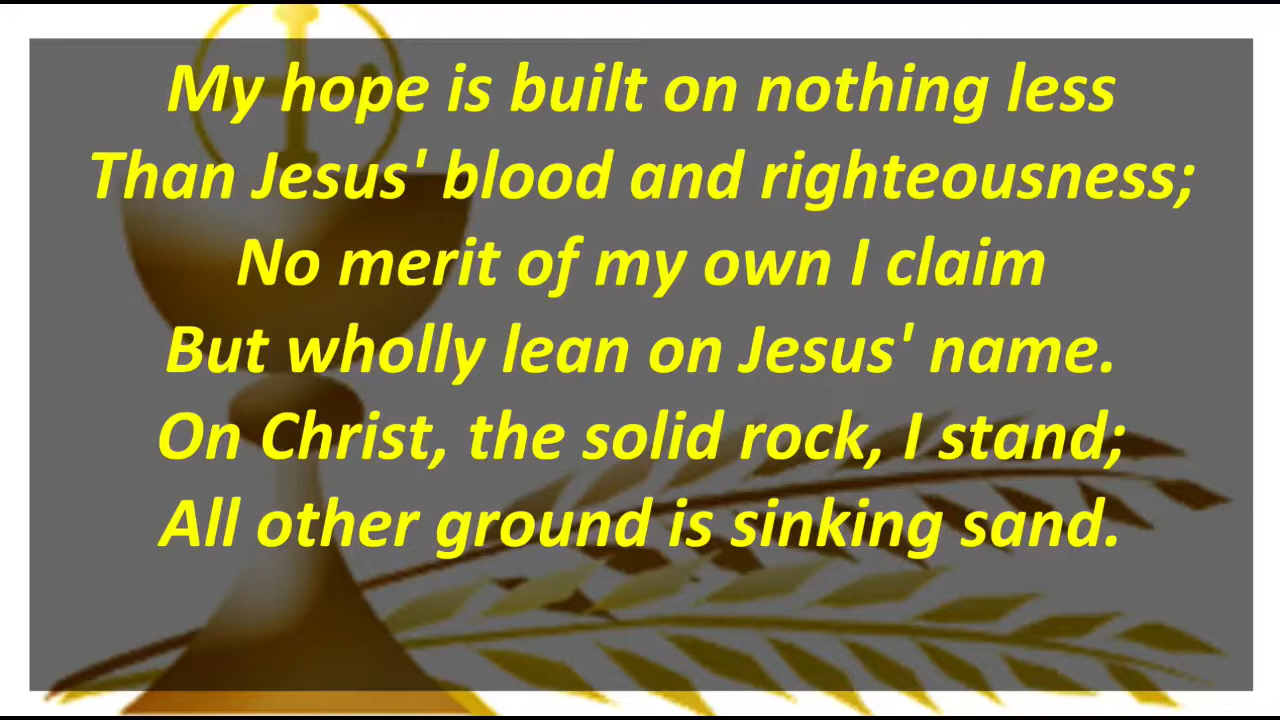 My hope is built on nothing less
Than Jesus' blood and righteousness;
No merit of my own I claim
But wholly lean on Jesus' name.
On Christ, the solid rock, I stand;
All other ground is sinking sand.